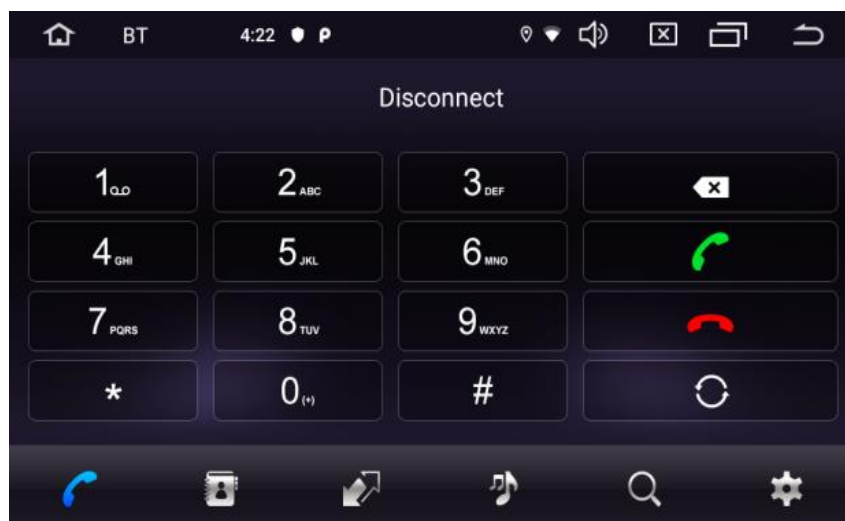 BT 4:22
Disconnect
1 2 ABC 3 DEF
4 GHI 5 JKL 6 MNO
7 PQRS 8 TUV 9 WXYZ
* 0 (+) #